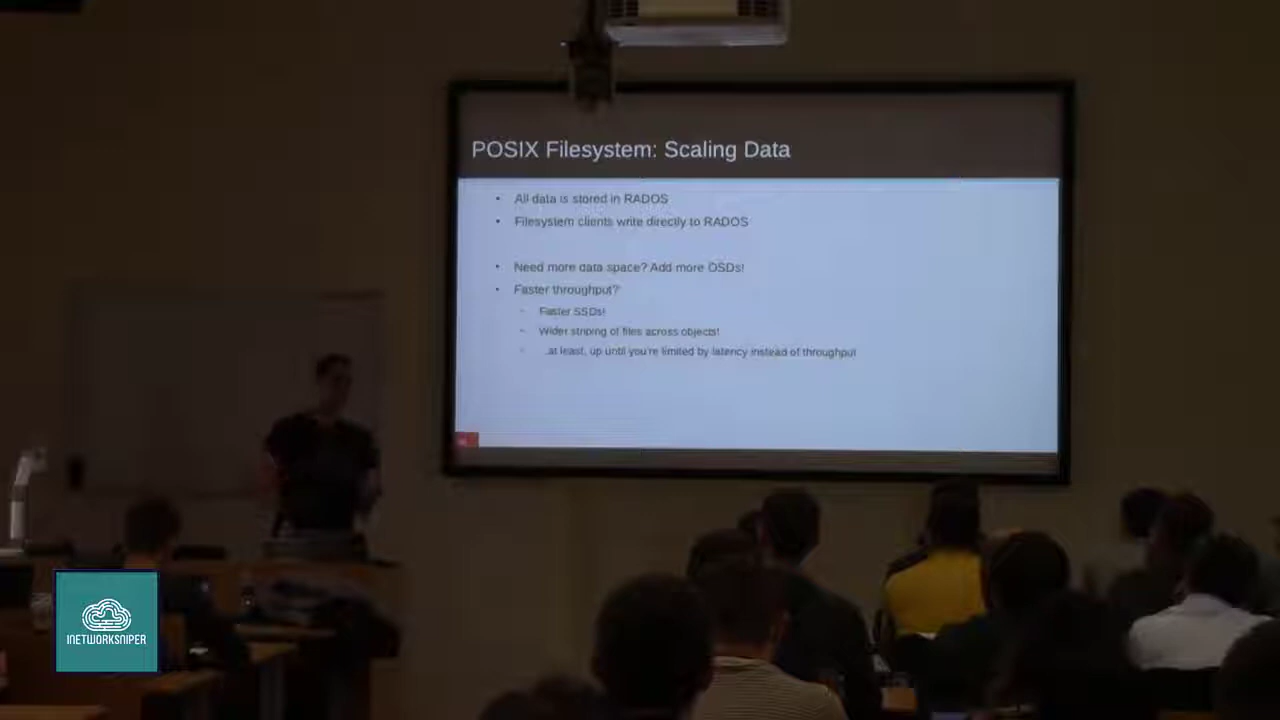 POSIX Filesystem: Scaling Data
• All data is stored in RADOS
• Filesystem clients write directly to RADOS
• Need more data space? Add more OSDs!
• Faster throughput?
- Faster SSDs!
- Wider striping of files across objects!
- ..at least, up until you're limited by latency instead of throughput
INETWORKSNIPER